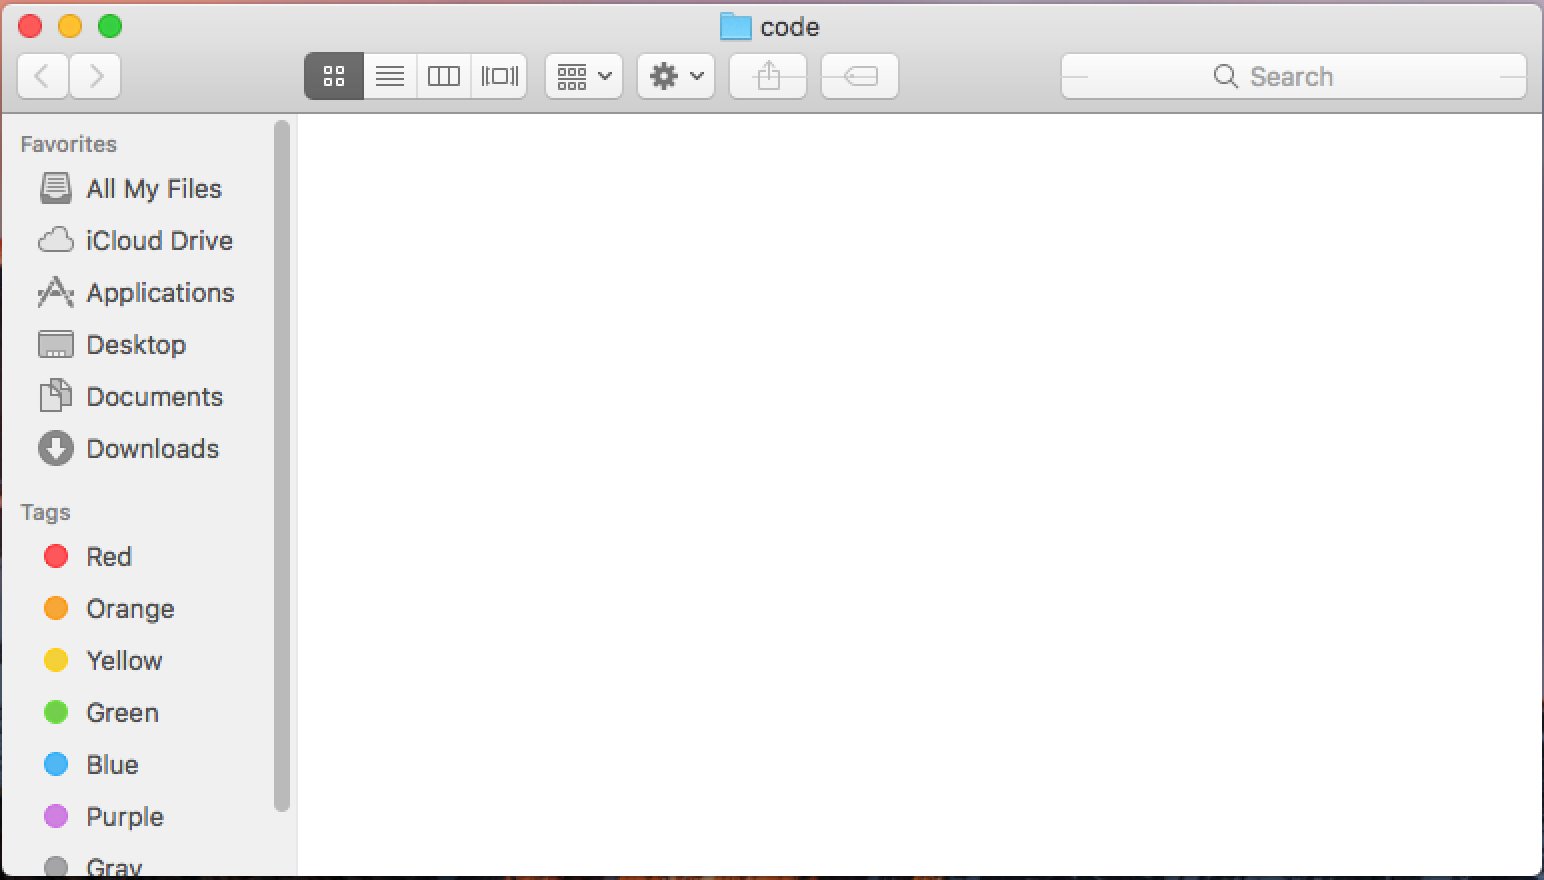 code
Search
Favorites
All My Files
iCloud Drive
Applications
Desktop
Documents
Downloads
Tags
Red
Orange
Yellow
Green
Blue
Purple
Gray